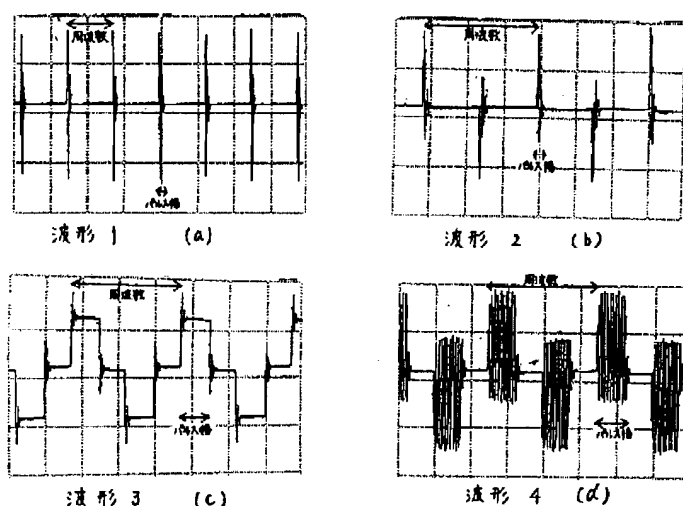 周波数
周波数
パルス幅
パルス幅
波形 1 (a)
波形 2 (b)
周波数
周波数
パルス幅
パルス幅
波形 3 (c)
波形 4 (d)